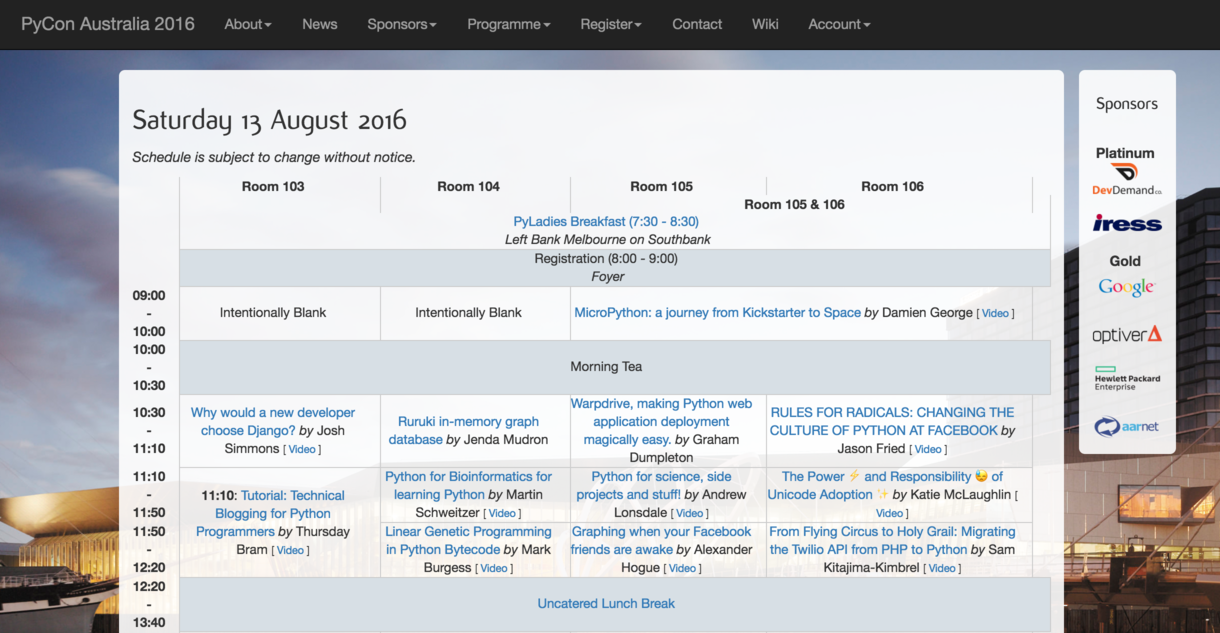 PyCon Australia 2016 About News Sponsors Programme Register Contact Wiki Account
Saturday 13 August 2016
Schedule is subject to change without notice.
Room 103 Room 104 Room 105 Room 106
Room 105 & 106
PyLadies Breakfast (7:30 - 8:30)
Left Bank Melbourne on Southbank
Registration (8:00 - 9:00)
Foyer
09:00
-
10:00
Intentionally Blank
Intentionally Blank
MicroPython: a journey from Kickstarter to Space by Damien George [ Video ]
10:00
-
10:30
Morning Tea
10:30
-
11:10
Why would a new developer
choose Django? by Josh
Simmons [ Video ]
Ruruki in-memory graph
database by Jenda Mudron
Warpdrive, making Python web
application deployment
magically easy. by Graham
Dumpleton
RULES FOR RADICALS: CHANGING THE
CULTURE OF PYTHON AT FACEBOOK by
Jason Fried [ Video ]
11:10
-
11:50
11:10: Tutorial: Technical
Blogging for Python
Programmers by Thursday
Bram [ Video ]
Python for Bioinformatics for
learning Python by Martin
Schweitzer [ Video ]
Python for science, side
projects and stuff! by Andrew
Lonsdale [ Video ]
The Power ⚡ and Responsibility 😓 of
Unicode Adoption ✨ by Katie McLaughlin [
Video ]
11:50
-
12:20
Linear Genetic Programming
in Python Bytecode by Mark
Burgess [ Video ]
Graphing when your Facebook
friends are awake by Alexander
Hogue [ Video ]
From Flying Circus to Holy Grail: Migrating
the Twilio API from PHP to Python by Sam
Kitajima-Kimbrel [ Video ]
12:20
-
13:40
Uncatered Lunch Break
Sponsors
Platinum
DevDemand.co
iress
Gold
Google
optiver
Hewlett Packard
Enterprise
aarnet